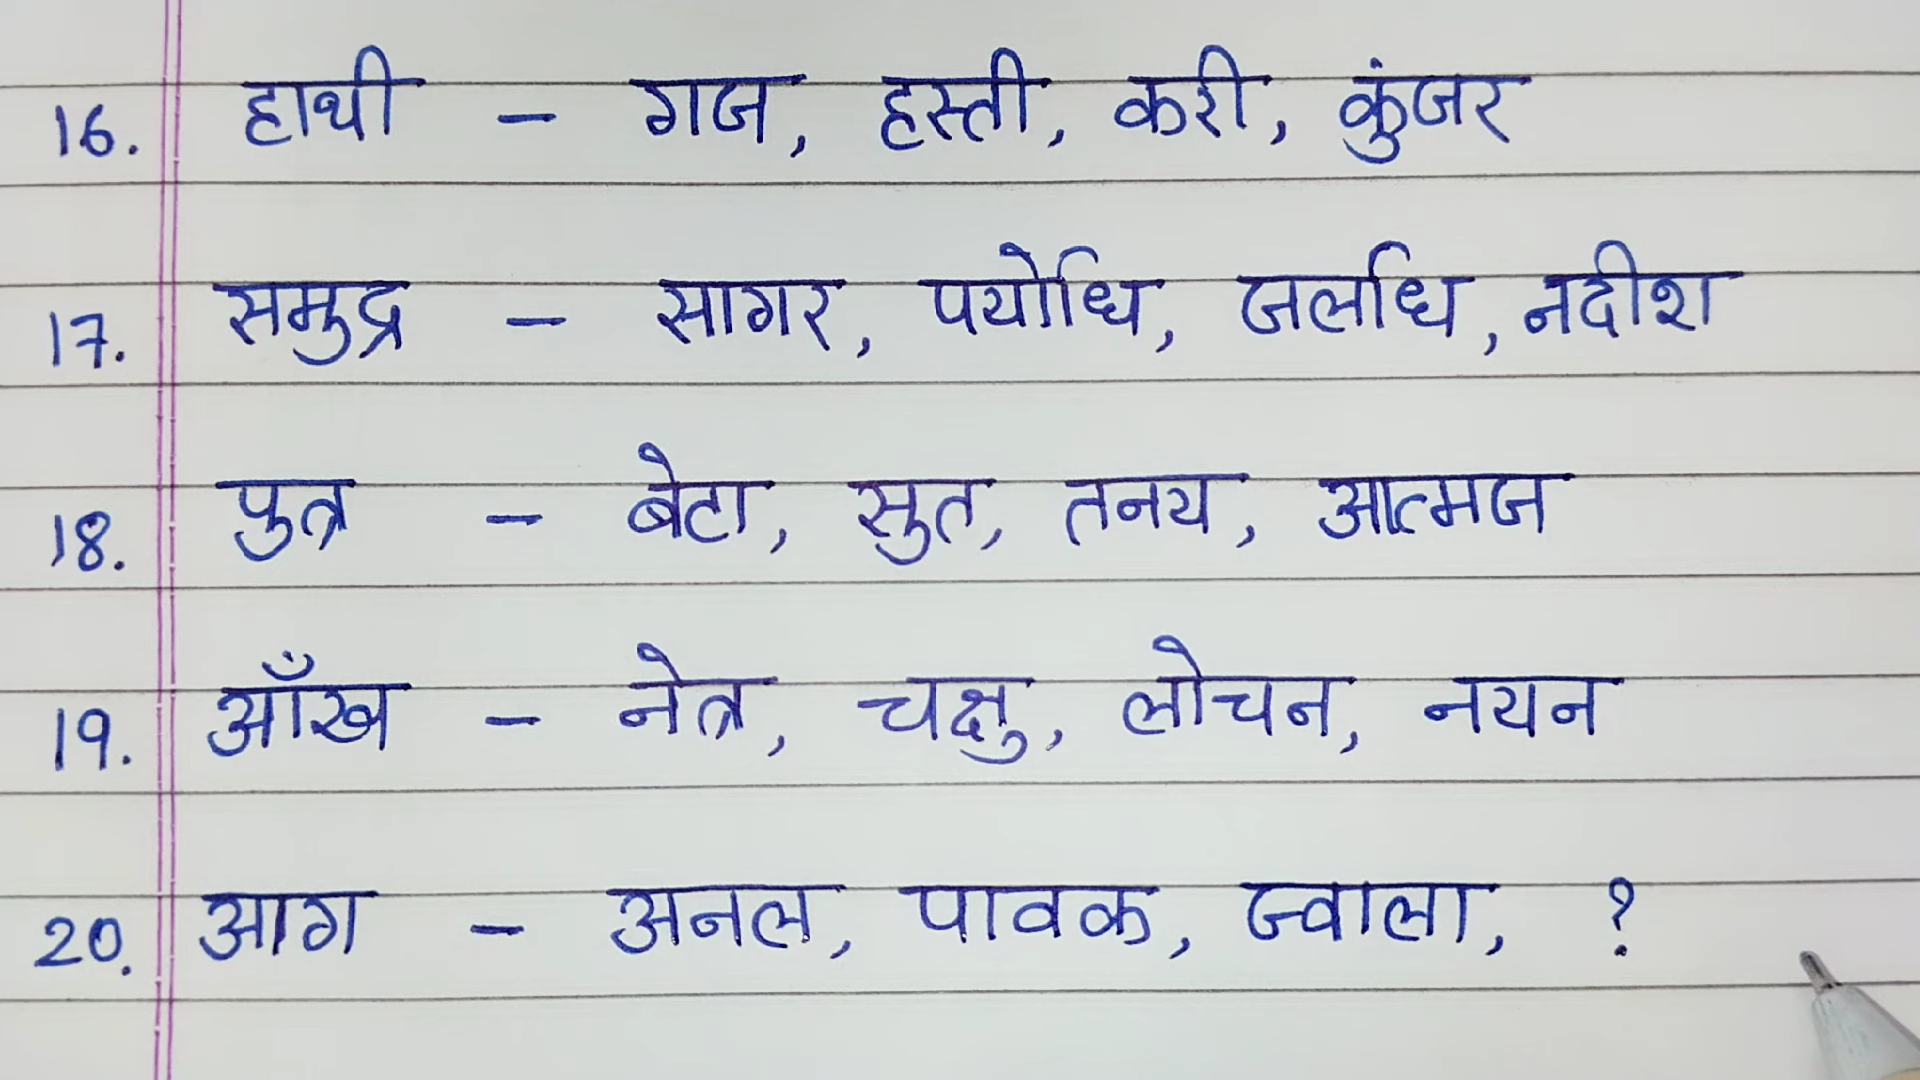 16. हाथी - गज, हस्ती, करी, कुंजर
17. समुद्र - सागर, पयोधि, जलधि, नदीश
18. पुत्र - बेटा, सुत, तनय, आत्मज
19. आँख - नेत्र, चक्षु, लोचन, नयन
20. आग - अनल, पावक, ज्वाला, ?